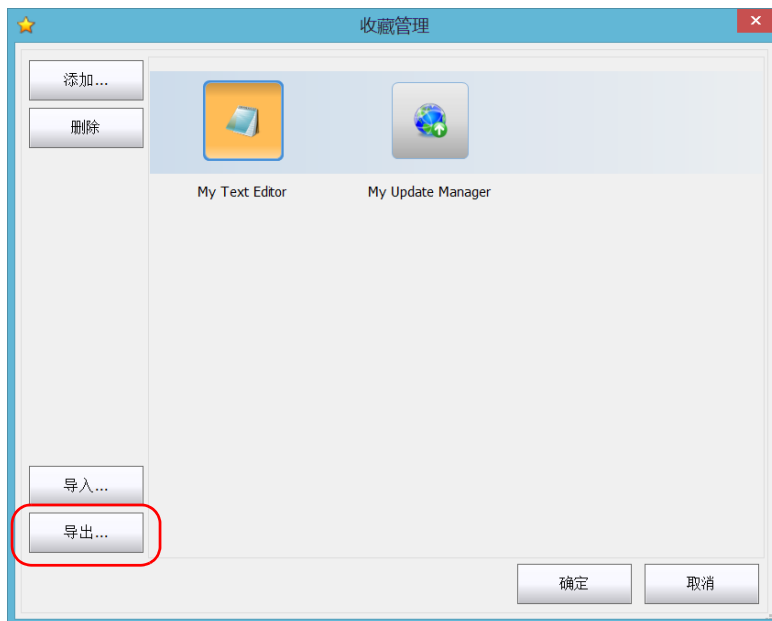 收藏管理
添加...
删除
My Text Editor
My Update Manager
导入...
导出...
确定
取消